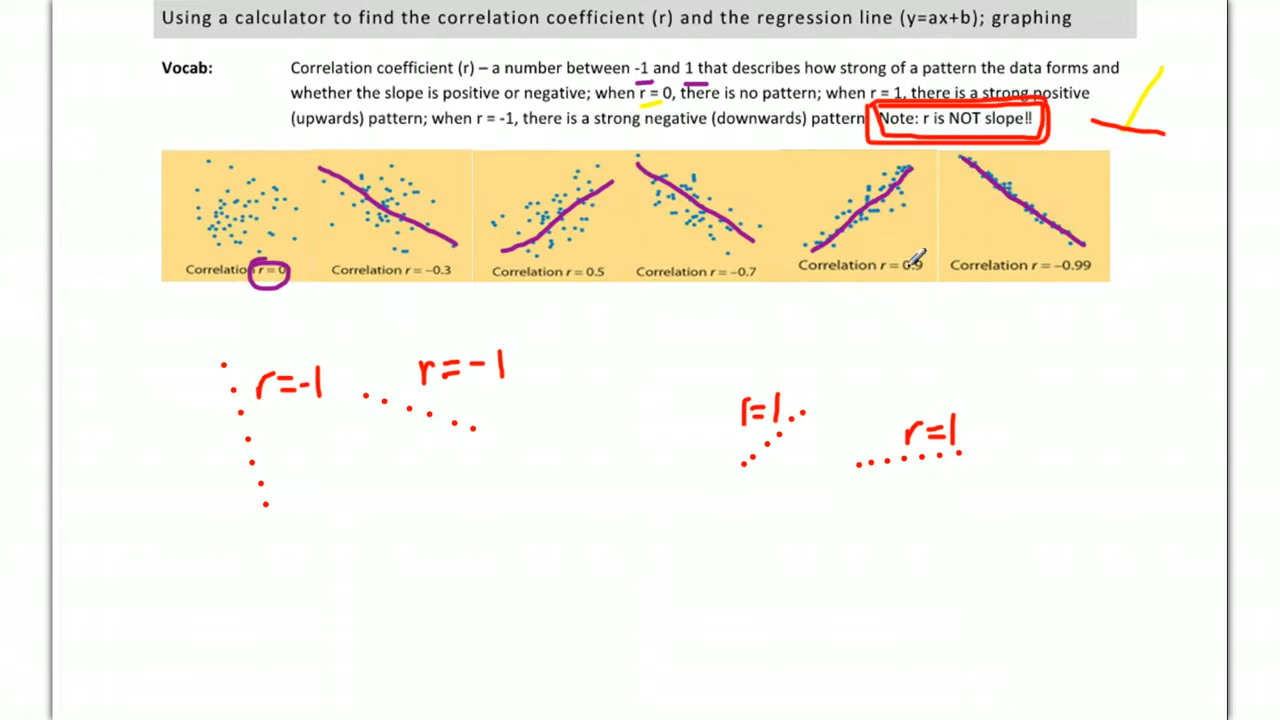 Using a calculator to find the correlation coefficient (r) and the regression line (y=ax+b); graphing
Vocab: Correlation coefficient (r) – a number between -1 and 1 that describes how strong of a pattern the data forms and
whether the slope is positive or negative; when r = 0, there is no pattern; when r = 1, there is a strong positive
(upwards) pattern; when r = -1, there is a strong negative (downwards) pattern Note: r is NOT slope!!
Correlation r = 0
Correlation r = −0.3
Correlation r = 0.5
Correlation r = −0.7
Correlation r = 0.9
Correlation r = −0.99
r=-1
r=-1
r=1
r=1